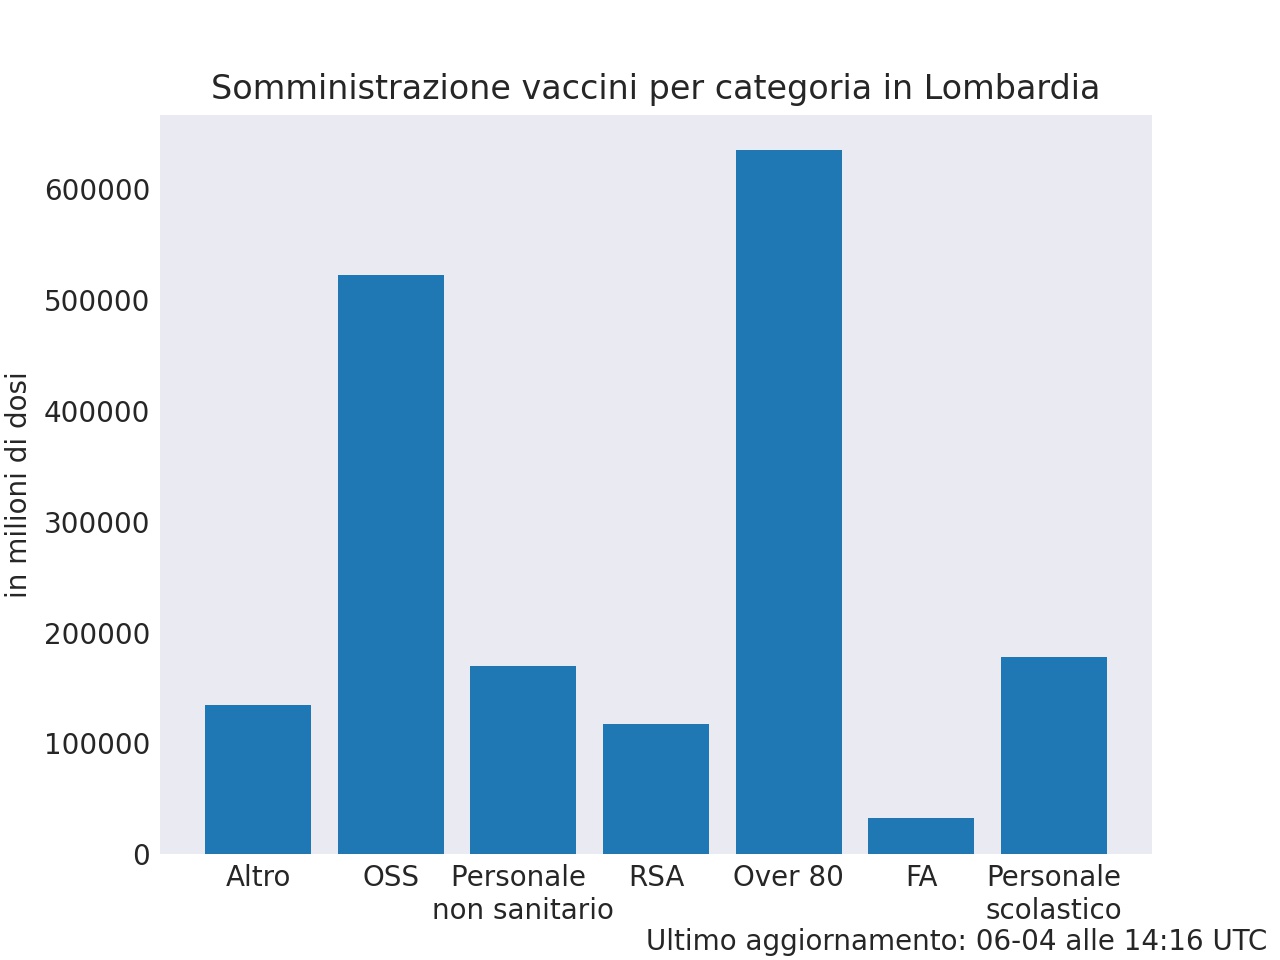 Somministrazione vaccini per categoria in Lombardia
in milioni di dosi
600000
500000
400000
300000
200000
100000
0
Altro
OSS
Personale
non sanitario
RSA
Over 80
FA
Personale
scolastico
Ultimo aggiornamento: 06-04 alle 14:16 UTC